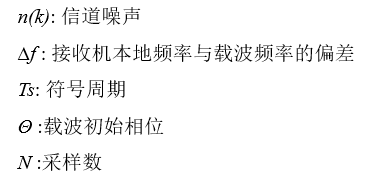 n(k): 信道噪声
Δf : 接收机本地频率与载波频率的偏差
Ts: 符号周期
Θ :载波初始相位
N :采样数